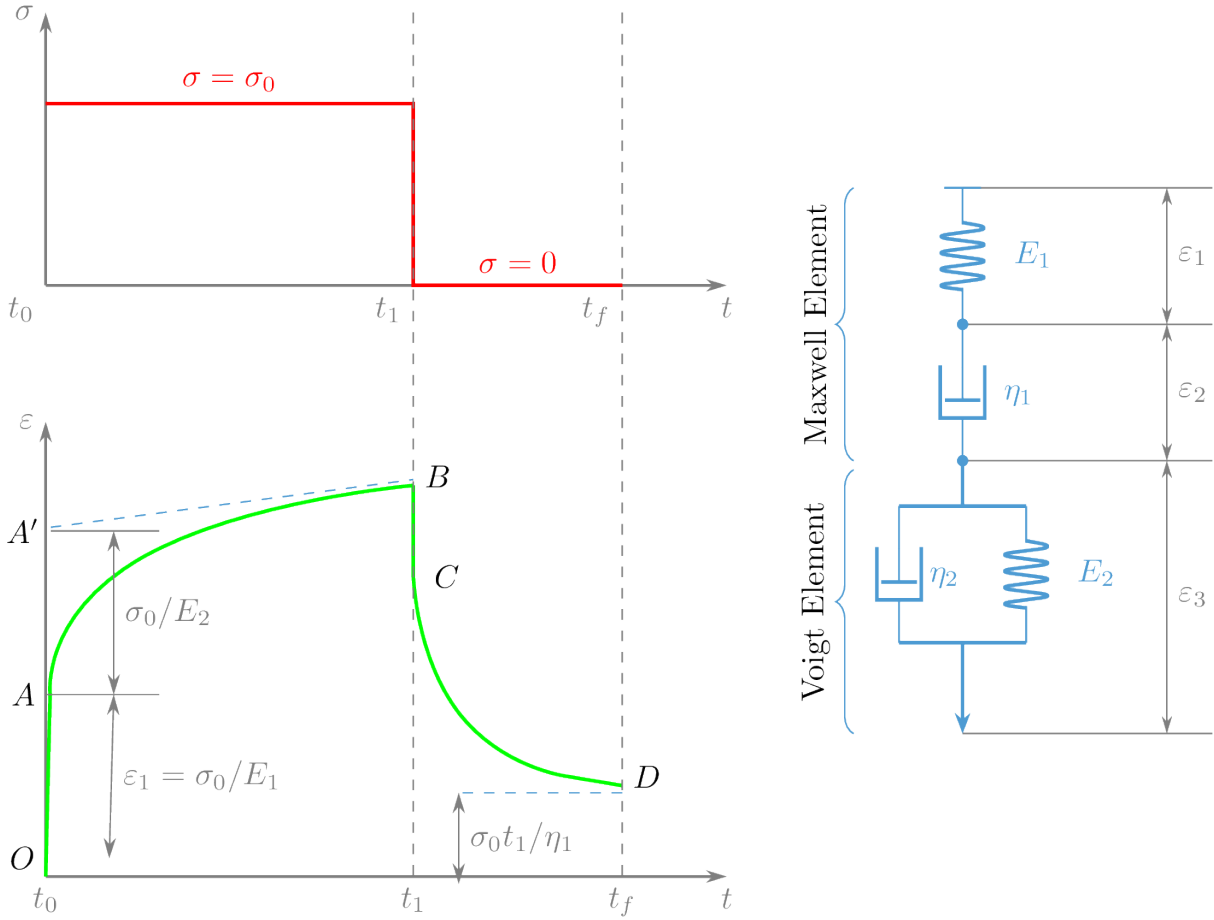 σ
σ = σ₀
σ = 0
t₀
t₁
t_f
t
ε
A′
B
C
σ₀/E₂
A
ε₁ = σ₀/E₁
D
σ₀t₁/η₁
O
t₀
t₁
t_f
t
Maxwell Element
E₁
ε₁
η₁
ε₂
Voigt Element
η₂
E₂
ε₃